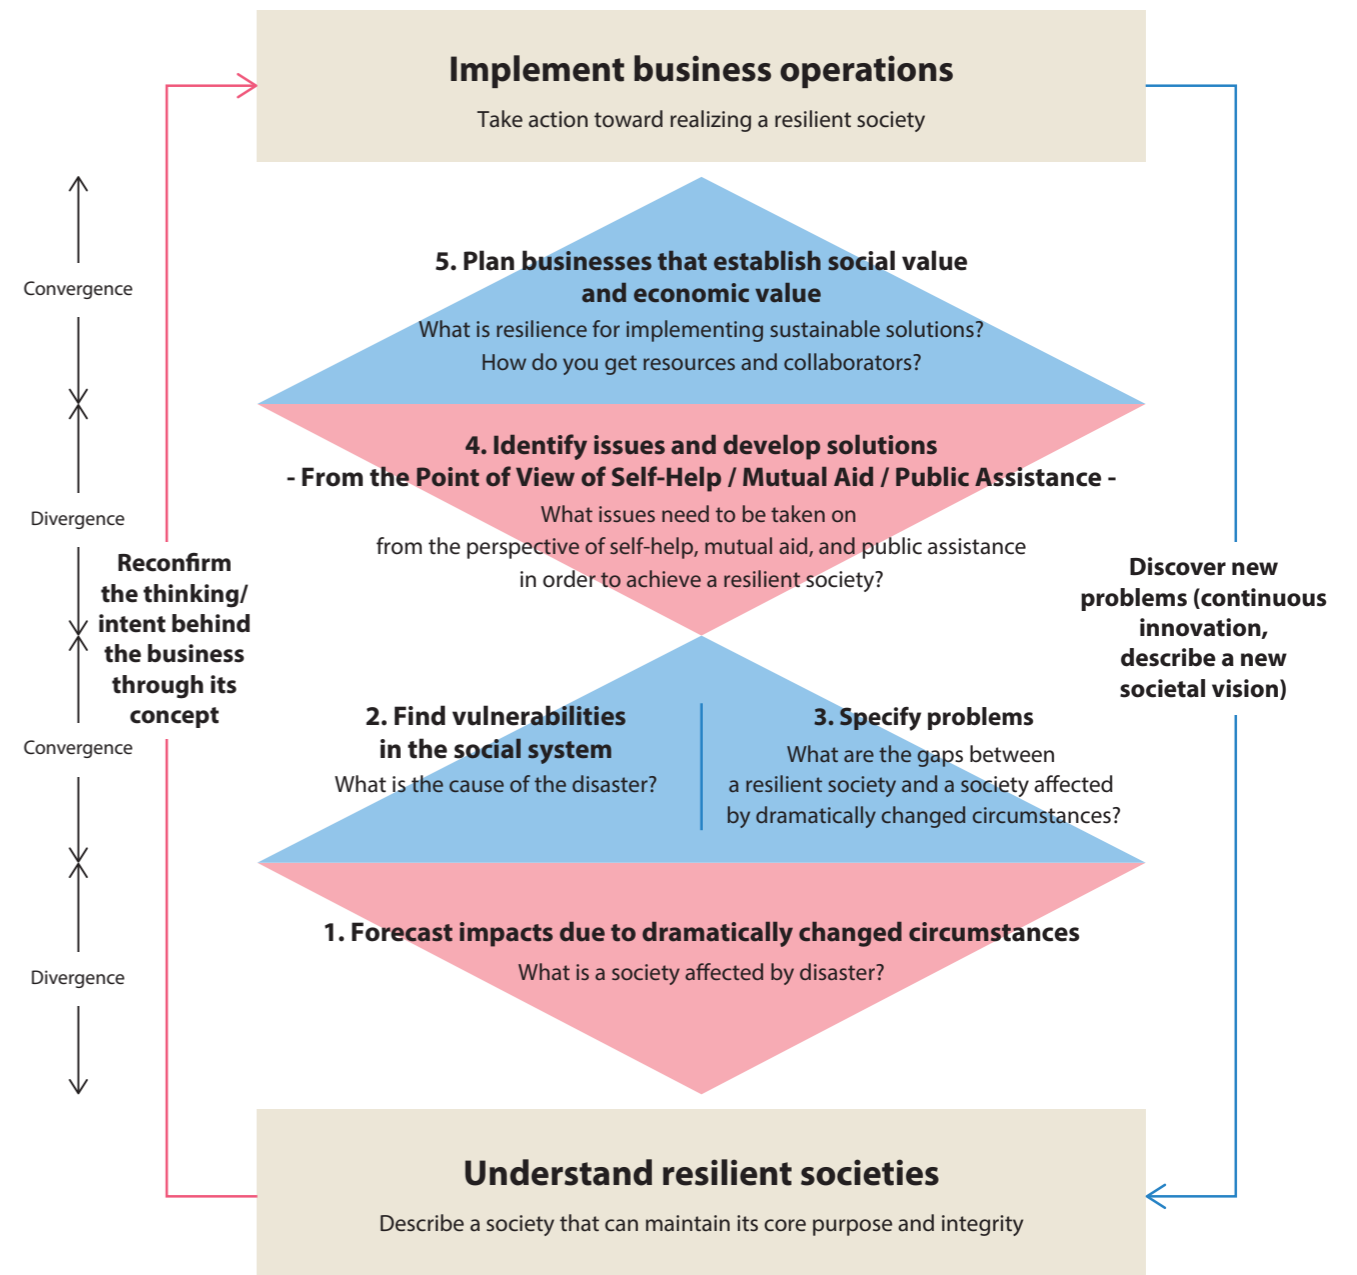 Implement business operations
Take action toward realizing a resilient society
Convergence
5. Plan businesses that establish social value
and economic value
What is resilience for implementing sustainable solutions?
How do you get resources and collaborators?
Divergence
4. Identify issues and develop solutions
- From the Point of View of Self-Help / Mutual Aid / Public Assistance -
What issues need to be taken on
from the perspective of self-help, mutual aid, and public assistance
in order to achieve a resilient society?
Reconfirm
the thinking/
intent behind
the business
through its
concept
Discover new
problems (continuous
innovation,
describe a new
societal vision)
Convergence
2. Find vulnerabilities
in the social system
What is the cause of the disaster?
3. Specify problems
What are the gaps between
a resilient society and a society affected
by dramatically changed circumstances?
Divergence
1. Forecast impacts due to dramatically changed circumstances
What is a society affected by disaster?
Understand resilient societies
Describe a society that can maintain its core purpose and integrity